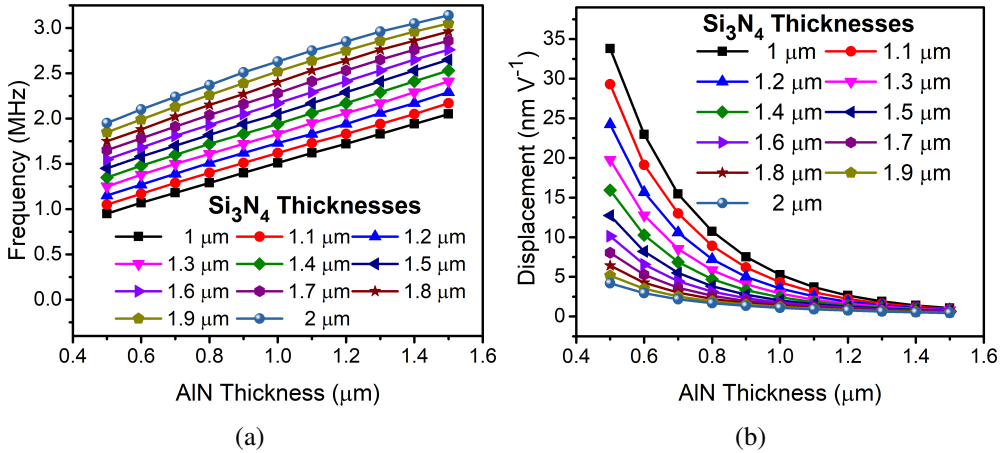 Frequency (MHz)
3.0
2.5
2.0
1.5
1.0
0.5
0.0
Si₃N₄ Thicknesses
1 μm 1.1 μm 1.2 μm
1.3 μm 1.4 μm 1.5 μm
1.6 μm 1.7 μm 1.8 μm
1.9 μm 2 μm
0.4 0.6 0.8 1.0 1.2 1.4 1.6
AlN Thickness (μm)
(a)
Displacement (nm V⁻¹)
35
30
25
20
15
10
5
0
Si₃N₄ Thicknesses
1 μm 1.1 μm
1.2 μm 1.3 μm
1.4 μm 1.5 μm
1.6 μm 1.7 μm
1.8 μm 1.9 μm
2 μm
0.4 0.6 0.8 1.0 1.2 1.4 1.6
AlN Thickness (μm)
(b)